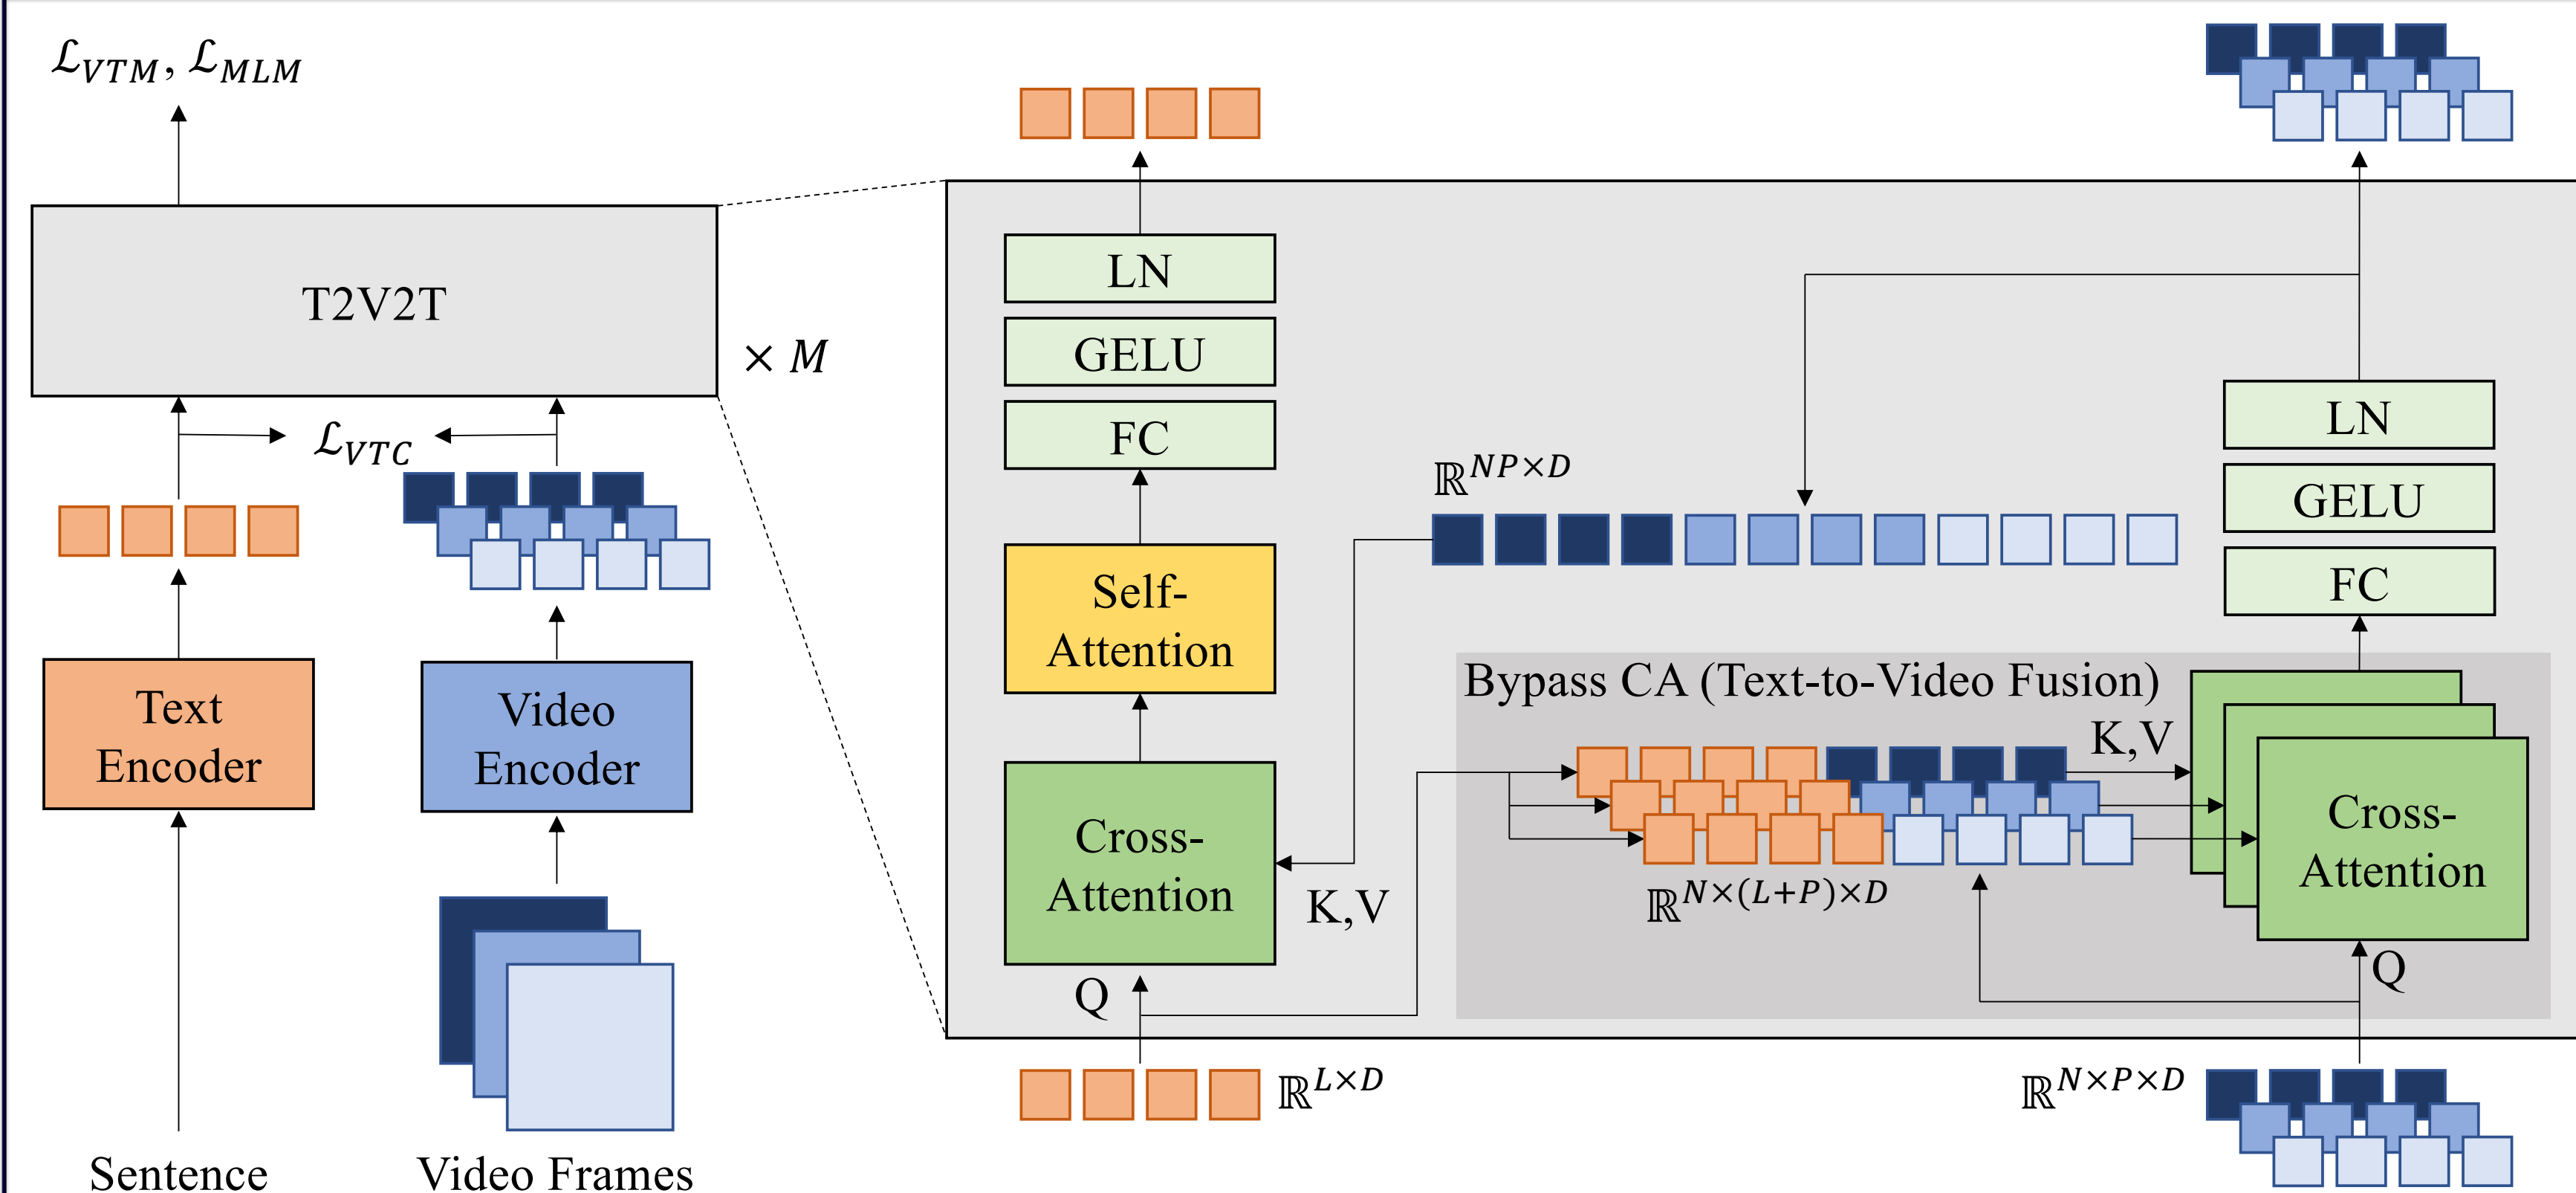 ℒ_{VTM}, ℒ_{MLM}
T2V2T
× M
ℒ_{VTC}
Text
Encoder
Video
Encoder
Sentence
Video Frames
LN
GELU
FC
Self-
Attention
Cross-
Attention
Q
K,V
ℝ^{L×D}
ℝ^{NP×D}
LN
GELU
FC
Bypass CA (Text-to-Video Fusion)
K,V
Cross-
Attention
ℝ^{N×(L+P)×D}
Q
ℝ^{N×P×D}